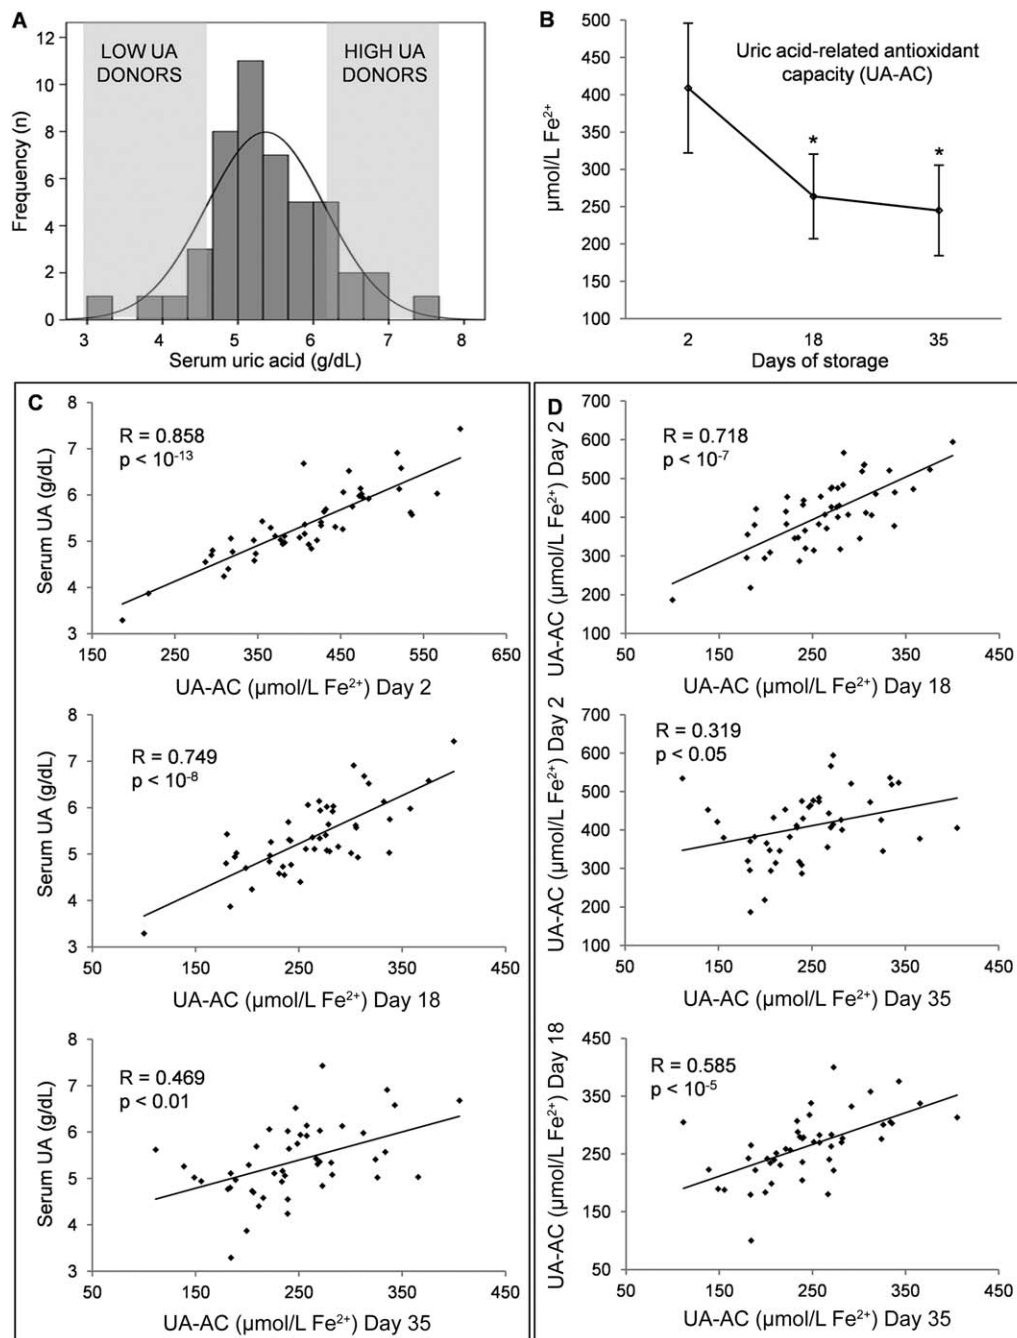 A
LOW UA
DONORS
HIGH UA
DONORS
Frequency (n)
12
10
8
6
4
2
0
3 4 5 6 7 8
Serum uric acid (g/dL)
B
Uric acid-related antioxidant
capacity (UA-AC)
µmol/L Fe²⁺
500
450
400
350
300
250
200
150
100
* *
2 18 35
Days of storage
C
R = 0.858
p < 10⁻¹³
Serum UA (g/dL)
8
7
6
5
4
3
150 250 350 450 550 650
UA-AC (µmol/L Fe²⁺) Day 2
R = 0.749
p < 10⁻⁸
Serum UA (g/dL)
8
7
6
5
4
3
50 150 250 350 450
UA-AC (µmol/L Fe²⁺) Day 18
R = 0.469
p < 0.01
Serum UA (g/dL)
8
7
6
5
4
3
50 150 250 350 450
UA-AC (µmol/L Fe²⁺) Day 35
D
R = 0.718
p < 10⁻⁷
UA-AC (µmol/L Fe²⁺) Day 2
700
600
500
400
300
200
100
50 150 250 350 450
UA-AC (µmol/L Fe²⁺) Day 18
R = 0.319
p < 0.05
UA-AC (µmol/L Fe²⁺) Day 2
700
600
500
400
300
200
100
50 150 250 350 450
UA-AC (µmol/L Fe²⁺) Day 35
R = 0.585
p < 10⁻⁵
UA-AC (µmol/L Fe²⁺) Day 18
450
350
250
150
50
50 150 250 350 450
UA-AC (µmol/L Fe²⁺) Day 35